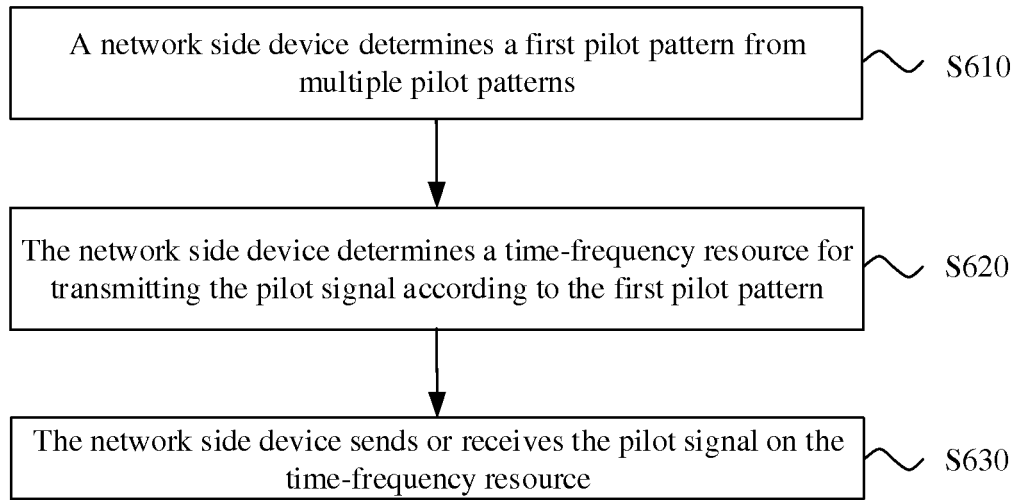 A network side device determines a first pilot pattern from
multiple pilot patterns
S610
The network side device determines a time-frequency resource for
transmitting the pilot signal according to the first pilot pattern
S620
The network side device sends or receives the pilot signal on the
time-frequency resource
S630